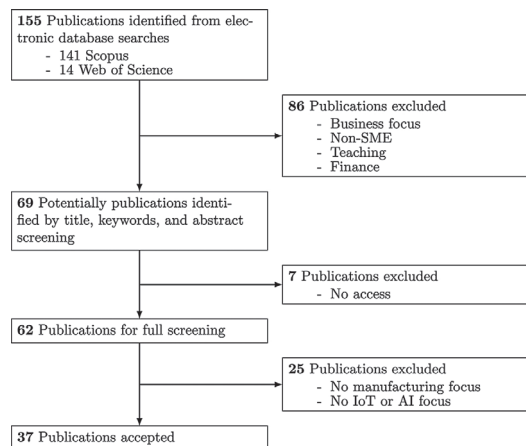 155 Publications identified from elec-
tronic database searches
- 141 Scopus
- 14 Web of Science
86 Publications excluded
- Business focus
- Non-SME
- Teaching
- Finance
69 Potentially publications identi-
fied by title, keywords, and abstract
screening
7 Publications excluded
- No access
62 Publications for full screening
25 Publications excluded
- No manufacturing focus
- No IoT or AI focus
37 Publications accepted